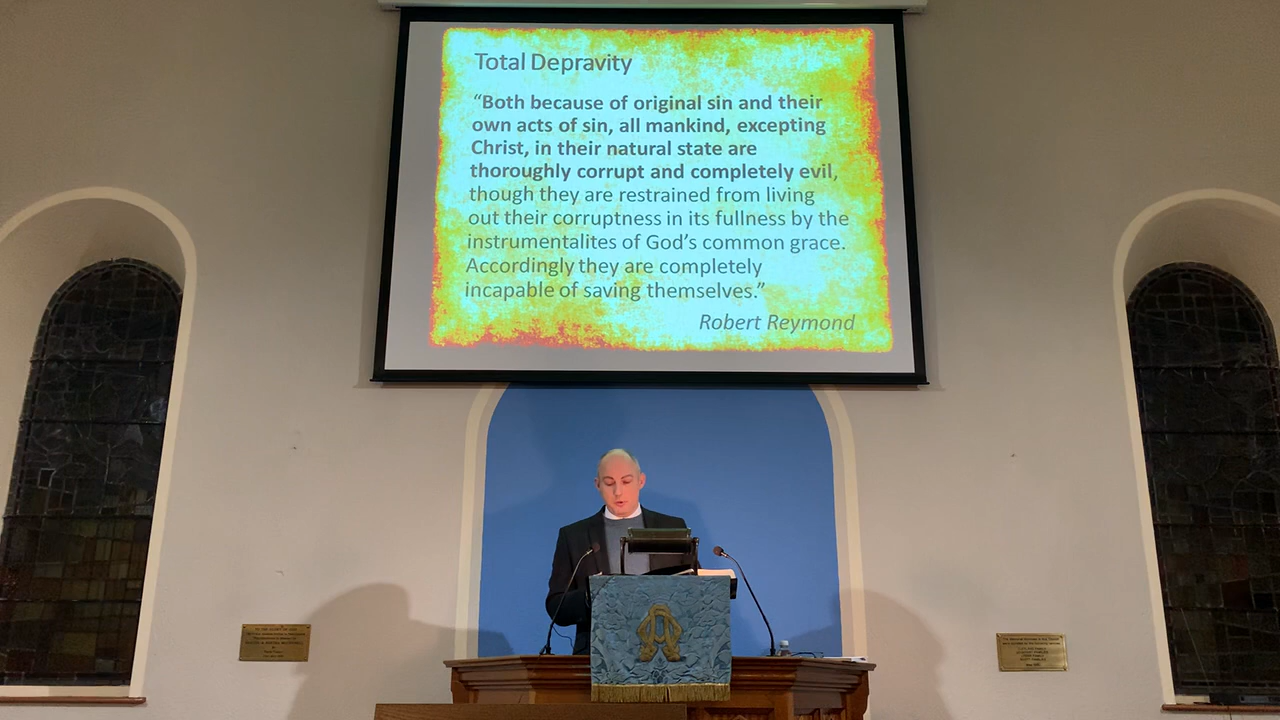 Total Depravity
“Both because of original sin and their
own acts of sin, all mankind, excepting
Christ, in their natural state are
thoroughly corrupt and completely evil,
though they are restrained from living
out their corruptness in its fullness by the
instrumentalites of God’s common grace.
Accordingly they are completely
incapable of saving themselves.”
Robert Reymond